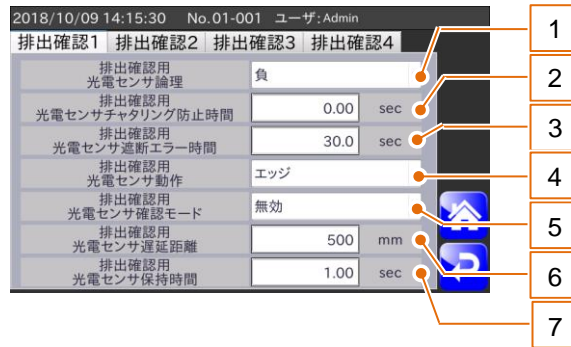 2018/10/09 14:15:30 No.01-001 ユーザ:Admin
排出確認1 排出確認2 排出確認3 排出確認4
排出確認用
光電センサ論理
負
排出確認用
光電センサチャタリング防止時間
0.00 sec
排出確認用
光電センサ遮断エラー時間
30.0 sec
排出確認用
光電センサ動作
エッジ
排出確認用
光電センサ確認モード
無効
排出確認用
光電センサ遅延距離
500 mm
排出確認用
光電センサ保持時間
1.00 sec
1
2
3
4
5
6
7